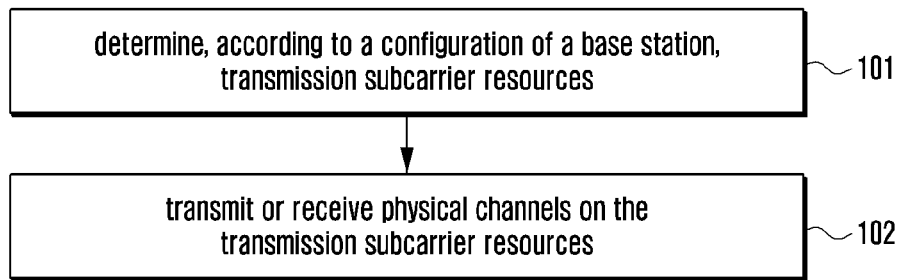 determine, according to a configuration of a base station,
transmission subcarrier resources
101
transmit or receive physical channels on the
transmission subcarrier resources
102